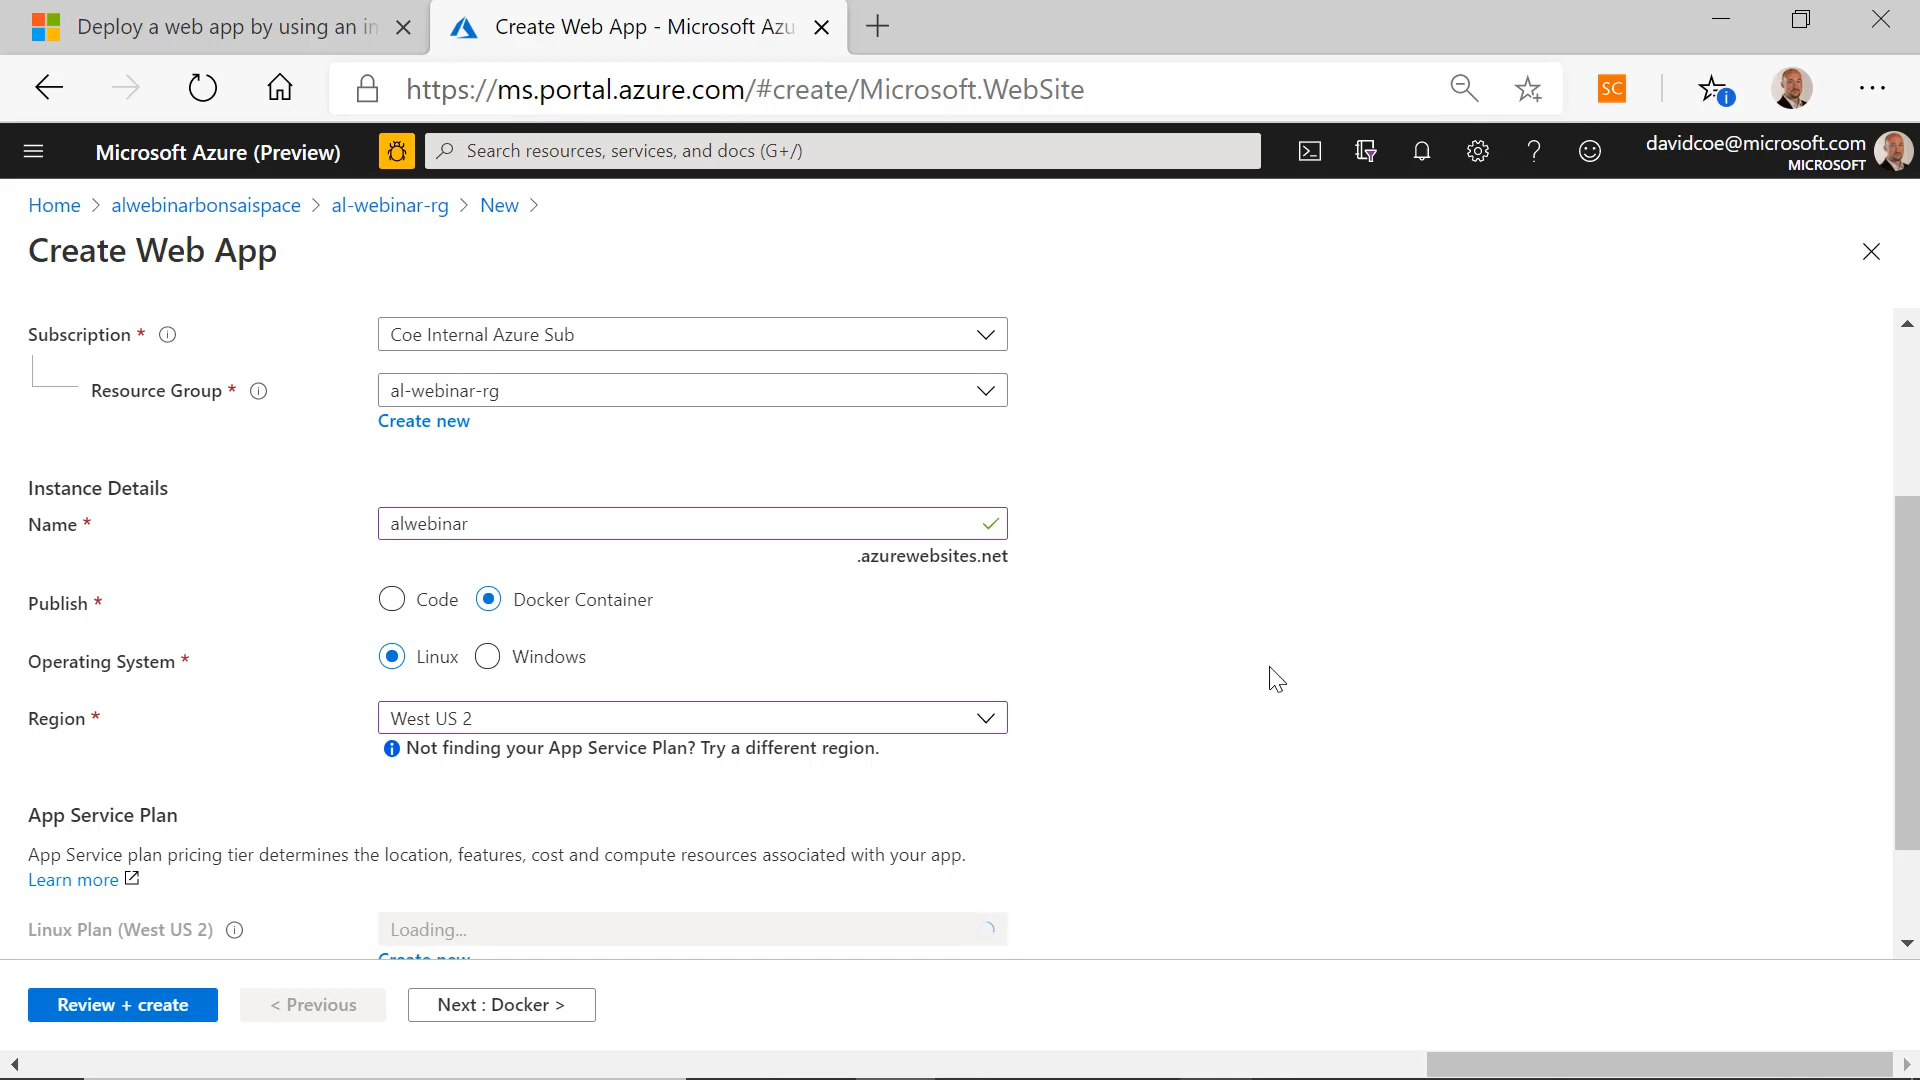 Deploy a web app by using an in
Create Web App - Microsoft Azu
https://ms.portal.azure.com/#create/Microsoft.WebSite
SC
Microsoft Azure (Preview)
Search resources, services, and docs (G+/)
davidcoe@microsoft.com
MICROSOFT
Home > alwebinarbonsaispace > al-webinar-rg > New >
Create Web App
Subscription *
Coe Internal Azure Sub
Resource Group *
al-webinar-rg
Create new
Instance Details
Name *
alwebinar
.azurewebsites.net
Publish *
Code
Docker Container
Operating System *
Linux
Windows
Region *
West US 2
Not finding your App Service Plan? Try a different region.
App Service Plan
App Service plan pricing tier determines the location, features, cost and compute resources associated with your app.
Learn more
Linux Plan (West US 2)
Loading...
Create new
Review + create
< Previous
Next : Docker >